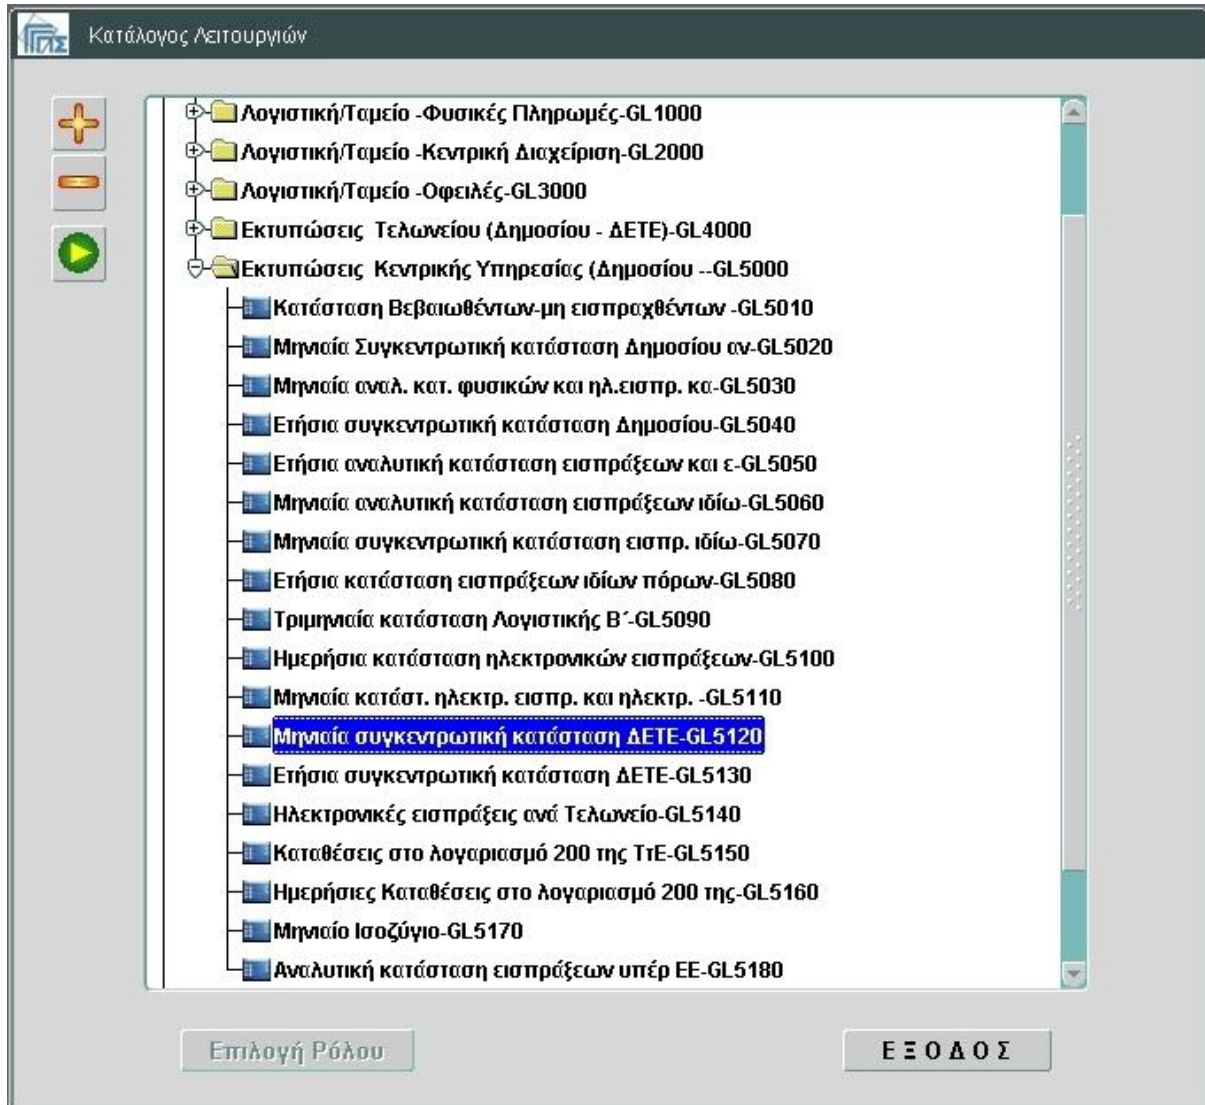 ΓΓΠΣ
Κατάλογος Λειτουργιών
Λογιστική/Ταμείο -Φυσικές Πληρωμές-GL1000
Λογιστική/Ταμείο -Κεντρική Διαχείριση-GL2000
Λογιστική/Ταμείο -Οφειλές-GL3000
Εκτυπώσεις Τελωνείου (Δημοσίου - ΔΕΤΕ)-GL4000
Εκτυπώσεις Κεντρικής Υπηρεσίας (Δημοσίου --GL5000
Κατάσταση Βεβαιωθέντων-μη εισπραχθέντων -GL5010
Μηνιαία Συγκεντρωτική κατάσταση Δημοσίου αν-GL5020
Μηνιαία αναλ. κατ. φυσικών και ηλ.εισπρ. κα-GL5030
Ετήσια συγκεντρωτική κατάσταση Δημοσίου-GL5040
Ετήσια αναλυτική κατάσταση εισπράξεων και ε-GL5050
Μηνιαία αναλυτική κατάσταση εισπράξεων ιδίω-GL5060
Μηνιαία συγκεντρωτική κατάσταση εισπρ. ιδίω-GL5070
Ετήσια κατάσταση εισπράξεων ιδίων πόρων-GL5080
Τριμηνιαία κατάσταση Λογιστικής Β΄-GL5090
Ημερήσια κατάσταση ηλεκτρονικών εισπράξεων-GL5100
Μηνιαία κατάστ. ηλεκτρ. εισπρ. και ηλεκτρ. -GL5110
Μηνιαία συγκεντρωτική κατάσταση ΔΕΤΕ-GL5120
Ετήσια συγκεντρωτική κατάσταση ΔΕΤΕ-GL5130
Ηλεκτρονικές εισπράξεις ανά Τελωνείο-GL5140
Καταθέσεις στο λογαριασμό 200 της ΤτΕ-GL5150
Ημερήσιες Καταθέσεις στο λογαριασμό 200 της-GL5160
Μηνιαίο Ισοζύγιο-GL5170
Αναλυτική κατάσταση εισπράξεων υπέρ ΕΕ-GL5180
Επιλογή Ρόλου
Ε Ξ Ο Δ Ο Σ